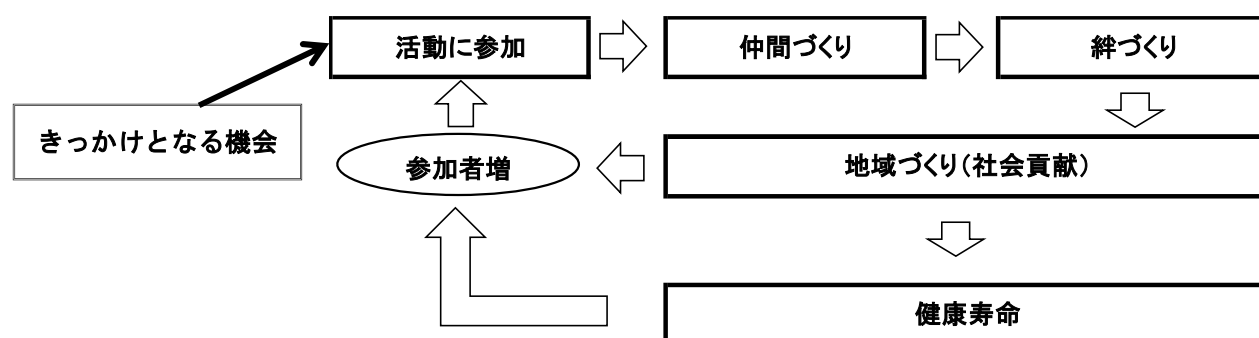 活動に参加
仲間づくり
絆づくり
きっかけとなる機会
参加者増
地域づくり（社会貢献）
健康寿命